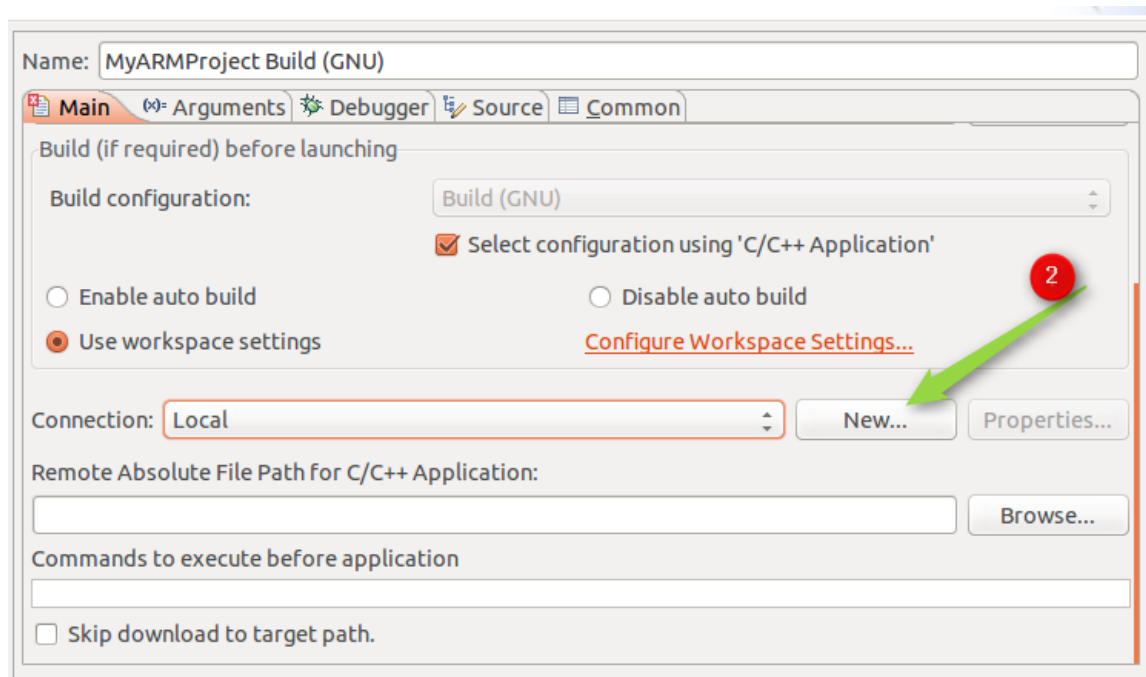 Name: MyARMProject Build (GNU)
Main (x)= Arguments Debugger Source Common
Build (if required) before launching
Build configuration: Build (GNU)
Select configuration using 'C/C++ Application'
2
Enable auto build Disable auto build
Use workspace settings Configure Workspace Settings...
Connection: Local New... Properties...
Remote Absolute File Path for C/C++ Application:
Browse...
Commands to execute before application
Skip download to target path.